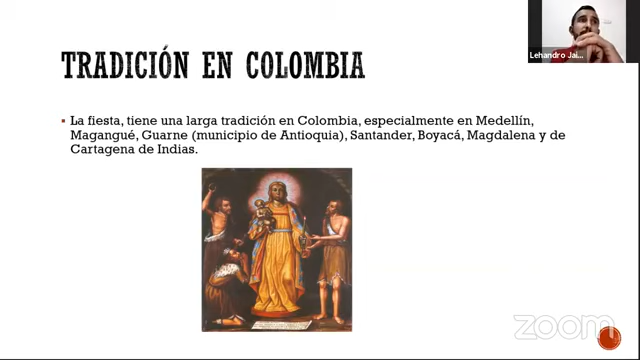 TRADICIÓN EN COLOMBIA
▪ La fiesta, tiene una larga tradición en Colombia, especialmente en Medellín,
Magangué, Guarne (municipio de Antioquia), Santander, Boyacá, Magdalena y de
Cartagena de Indias.
Lehandro Jai...
zoom